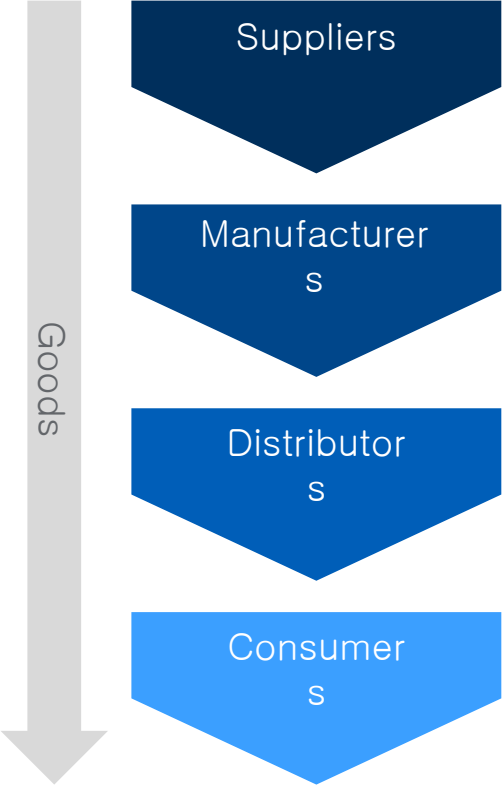 Suppliers
Manufacturer
s
Goods
Distributor
s
Consumer
s